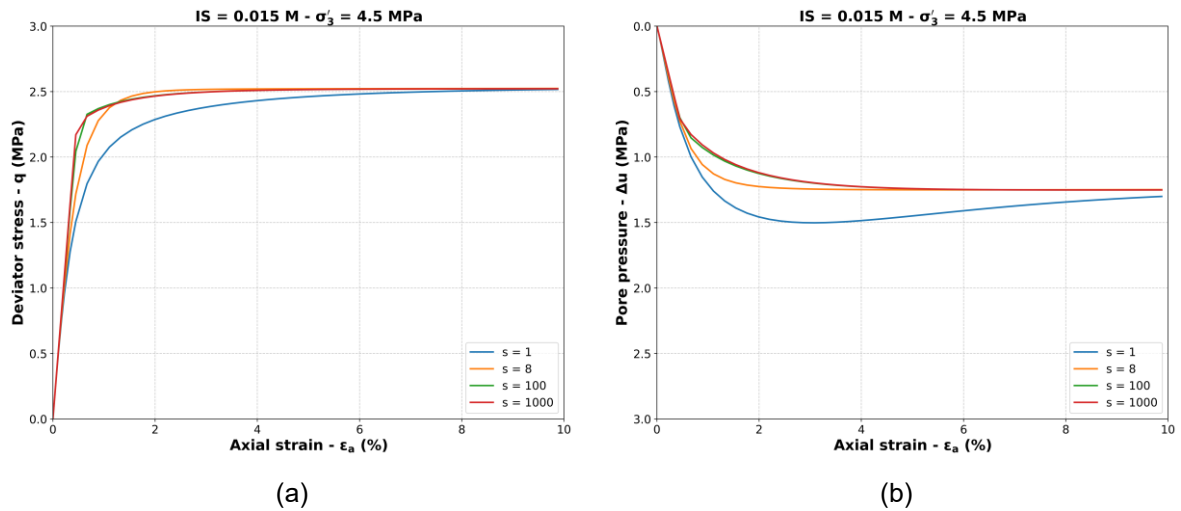 IS = 0.015 M - σ′₃ = 4.5 MPa
3.0
2.5
2.0
1.5
1.0
0.5
0.0
Deviator stress - q (MPa)
0
2
4
6
8
10
Axial strain - εₐ (%)
s = 1
s = 8
s = 100
s = 1000
(a)
IS = 0.015 M - σ′₃ = 4.5 MPa
0.0
0.5
1.0
1.5
2.0
2.5
3.0
Pore pressure - Δu (MPa)
0
2
4
6
8
10
Axial strain - εₐ (%)
s = 1
s = 8
s = 100
s = 1000
(b)